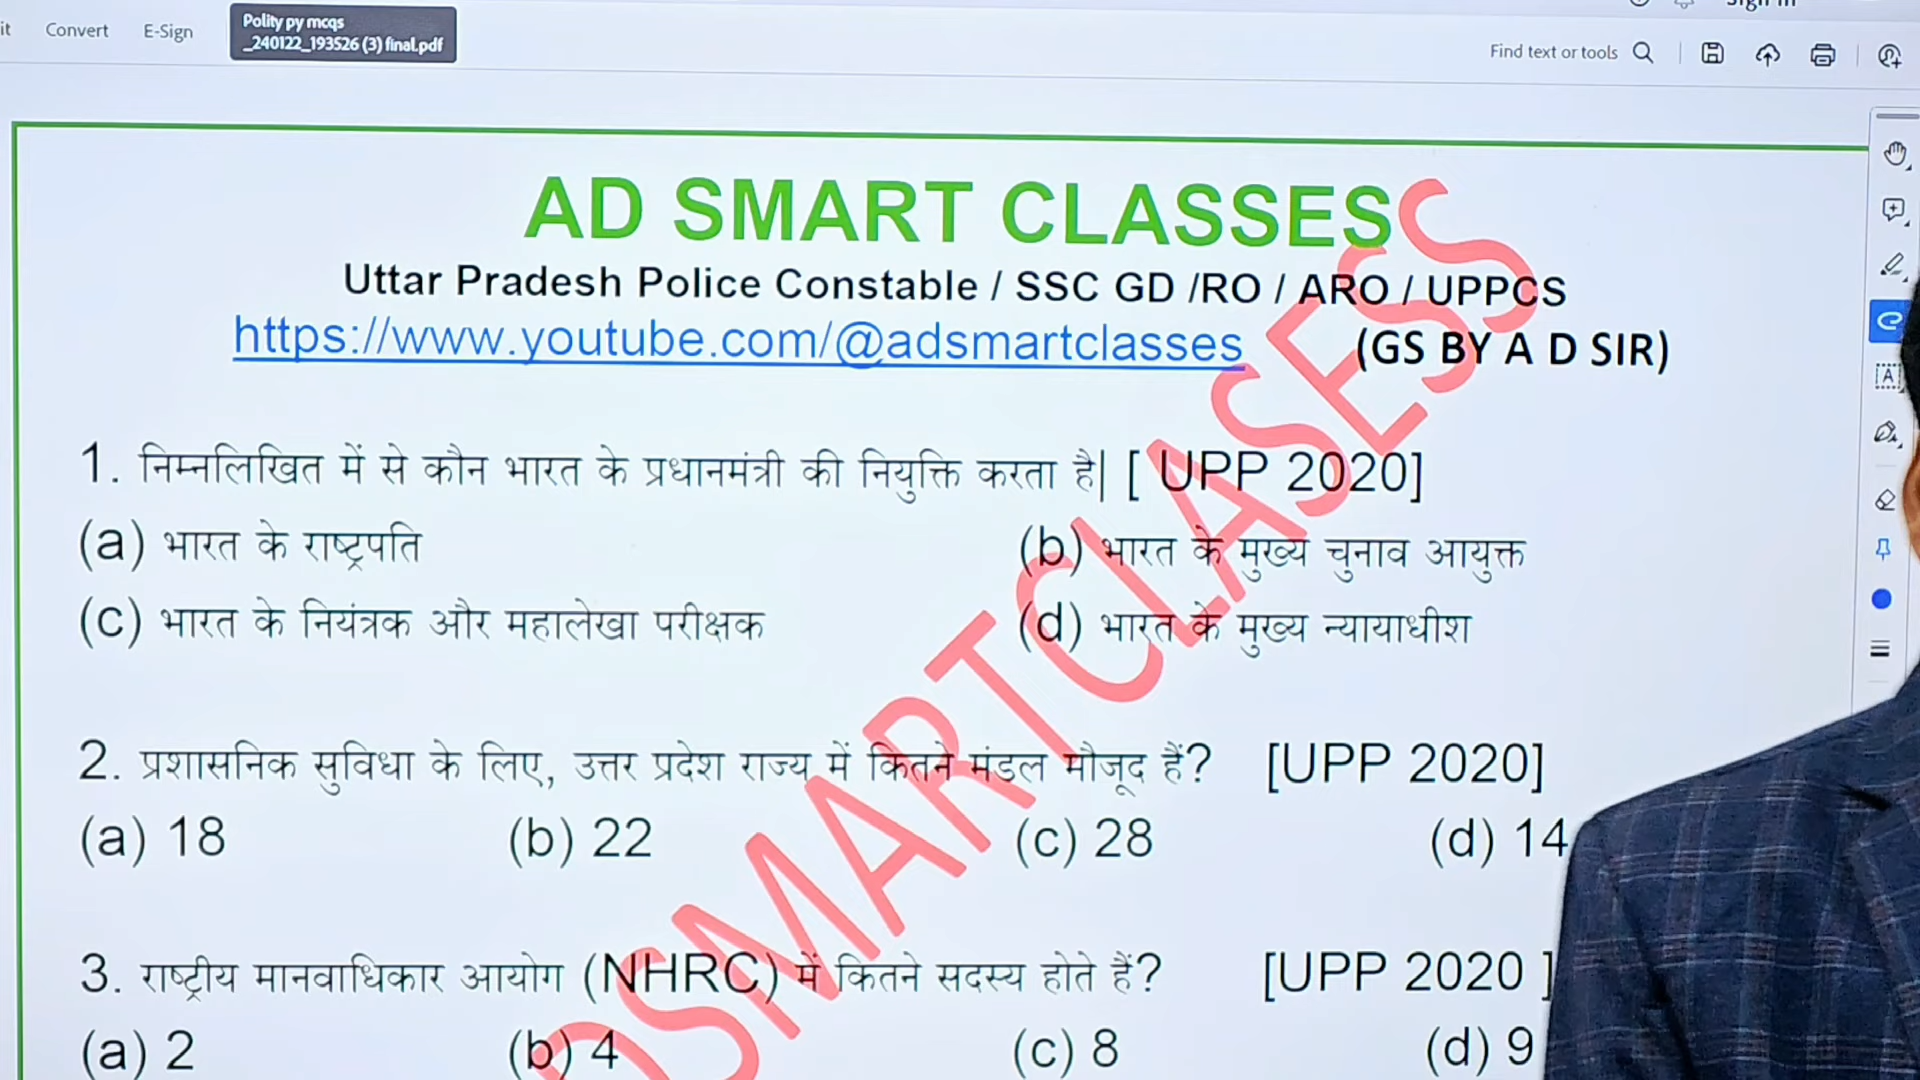 Convert E-Sign
Polity py mcqs
_240122_193526 (3) final.pdf
Find text or tools
AD SMART CLASSES
Uttar Pradesh Police Constable / SSC GD /RO / ARO / UPPCS
https://www.youtube.com/@adsmartclasses (GS BY A D SIR)
1. निम्नलिखित में से कौन भारत के प्रधानमंत्री की नियुक्ति करता है| [ UPP 2020]
(a) भारत के राष्ट्रपति (b) भारत के मुख्य चुनाव आयुक्त
(c) भारत के नियंत्रक और महालेखा परीक्षक (d) भारत के मुख्य न्यायाधीश
2. प्रशासनिक सुविधा के लिए, उत्तर प्रदेश राज्य में कितने मंडल मौजूद हैं? [UPP 2020]
(a) 18 (b) 22 (c) 28 (d) 14
3. राष्ट्रीय मानवाधिकार आयोग (NHRC) में कितने सदस्य होते हैं? [UPP 2020 ]
(a) 2 (b) 4 (c) 8 (d) 9
DSMARTCLASSES